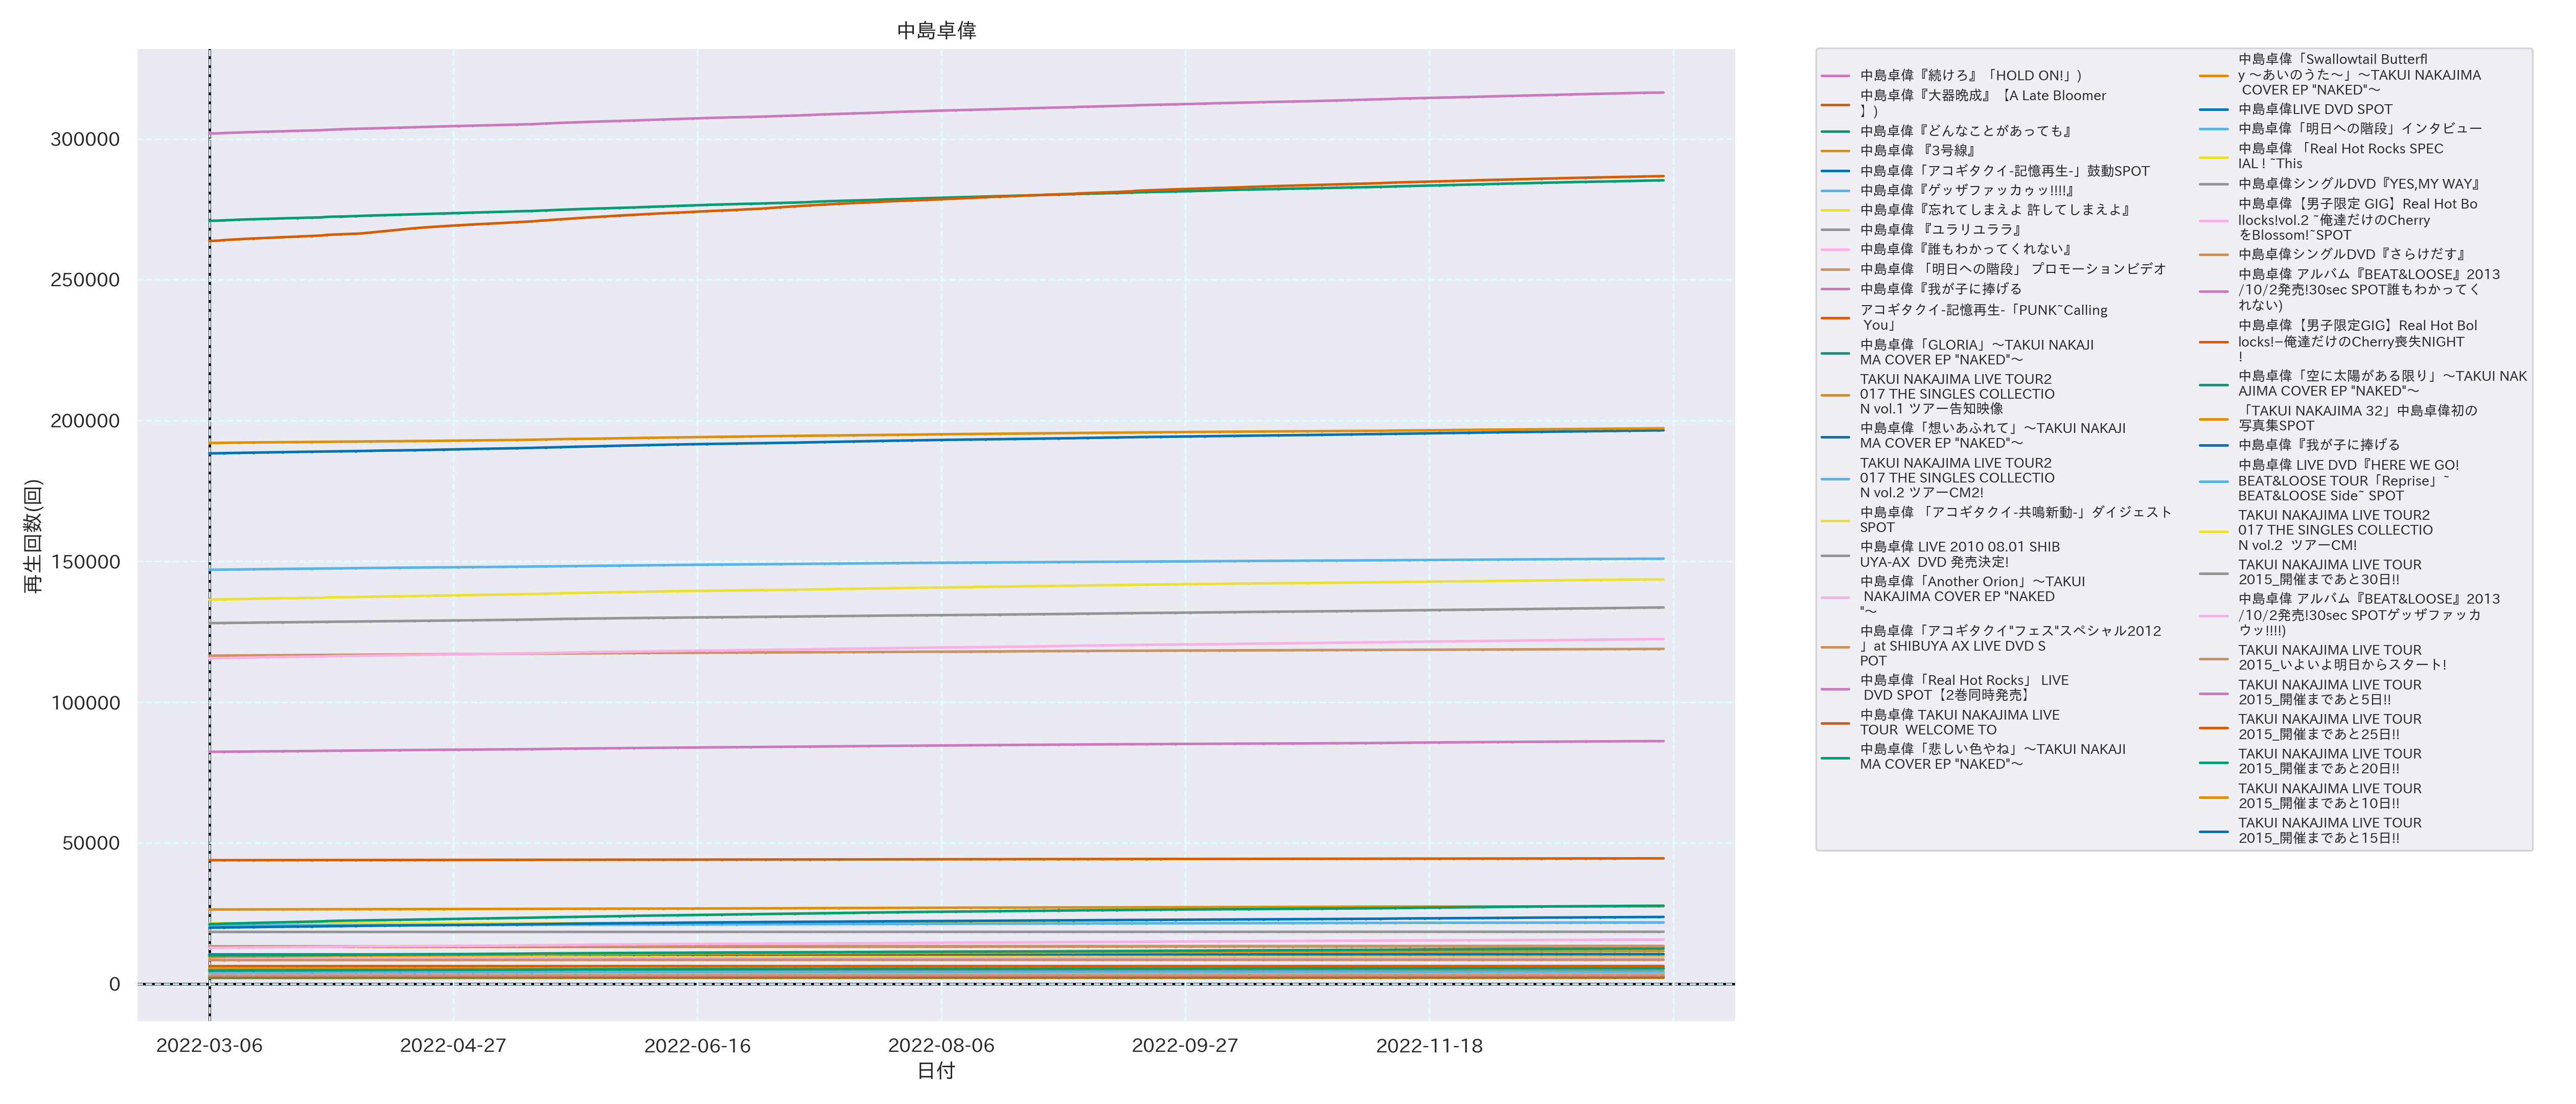 中島卓偉
300000
250000
200000
150000
100000
50000
0
再生回数(回)
2022-03-06
2022-04-27
2022-06-16
2022-08-06
2022-09-27
2022-11-18
日付
中島卓偉『続けろ』「HOLD ON!」)
中島卓偉『大器晩成』【A Late Bloomer
】)
中島卓偉『どんなことがあっても』
中島卓偉 『3号線』
中島卓偉「アコギタクイ-記憶再生-」鼓動SPOT
中島卓偉『ゲッザファッカゥッ!!!!』
中島卓偉『忘れてしまえよ 許してしまえよ』
中島卓偉 『ユラリユララ』
中島卓偉『誰もわかってくれない』
中島卓偉 「明日への階段」 プロモーションビデオ
中島卓偉『我が子に捧げる
アコギタクイ-記憶再生-「PUNK~Calling
You」
中島卓偉「GLORIA」～TAKUI NAKAJI
MA COVER EP "NAKED"～
TAKUI NAKAJIMA LIVE TOUR2
017 THE SINGLES COLLECTIO
N vol.1 ツアー告知映像
中島卓偉「想いあふれて」～TAKUI NAKAJI
MA COVER EP "NAKED"～
TAKUI NAKAJIMA LIVE TOUR2
017 THE SINGLES COLLECTIO
N vol.2 ツアーCM2!
中島卓偉 「アコギタクイ-共鳴新動-」ダイジェスト
SPOT
中島卓偉 LIVE 2010 08.01 SHIB
UYA-AX  DVD 発売決定!
中島卓偉「Another Orion」～TAKUI
NAKAJIMA COVER EP "NAKED
"～
中島卓偉「アコギタクイ"フェス"スペシャル2012
」at SHIBUYA AX LIVE DVD S
POT
中島卓偉「Real Hot Rocks」 LIVE
DVD SPOT【2巻同時発売】
中島卓偉 TAKUI NAKAJIMA LIVE
TOUR  WELCOME TO
中島卓偉「悲しい色やね」～TAKUI NAKAJI
MA COVER EP "NAKED"～
中島卓偉「Swallowtail Butterfl
y ～あいのうた～」～TAKUI NAKAJIMA
COVER EP "NAKED"～
中島卓偉LIVE DVD SPOT
中島卓偉「明日への階段」インタビュー
中島卓偉 「Real Hot Rocks SPEC
IAL ! ~This
中島卓偉シングルDVD『YES,MY WAY』
中島卓偉【男子限定 GIG】Real Hot Bo
llocks!vol.2 ~俺達だけのCherry
をBlossom!~SPOT
中島卓偉シングルDVD『さらけだす』
中島卓偉 アルバム『BEAT&LOOSE』2013
/10/2発売!30sec SPOT誰もわかってく
れない)
中島卓偉【男子限定GIG】Real Hot Bol
locks!−俺達だけのCherry喪失NIGHT
!
中島卓偉「空に太陽がある限り」～TAKUI NAK
AJIMA COVER EP "NAKED"～
「TAKUI NAKAJIMA 32」中島卓偉初の
写真集SPOT
中島卓偉『我が子に捧げる
中島卓偉 LIVE DVD『HERE WE GO!
BEAT&LOOSE TOUR「Reprise」~
BEAT&LOOSE Side~ SPOT
TAKUI NAKAJIMA LIVE TOUR2
017 THE SINGLES COLLECTIO
N vol.2  ツアーCM!
TAKUI NAKAJIMA LIVE TOUR
2015_開催まであと30日!!
中島卓偉 アルバム『BEAT&LOOSE』2013
/10/2発売!30sec SPOTゲッザファッカ
ウッ!!!!)
TAKUI NAKAJIMA LIVE TOUR
2015_いよいよ明日からスタート!
TAKUI NAKAJIMA LIVE TOUR
2015_開催まであと5日!!
TAKUI NAKAJIMA LIVE TOUR
2015_開催まであと25日!!
TAKUI NAKAJIMA LIVE TOUR
2015_開催まであと20日!!
TAKUI NAKAJIMA LIVE TOUR
2015_開催まであと10日!!
TAKUI NAKAJIMA LIVE TOUR
2015_開催まであと15日!!